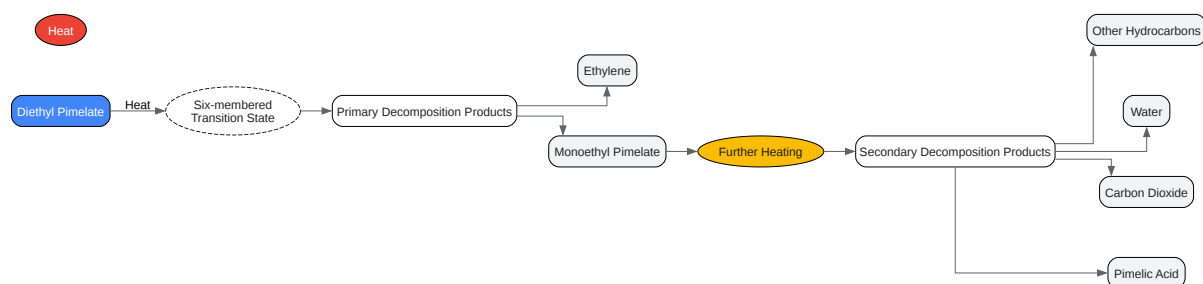 Heat
Other Hydrocarbons
Ethylene
Diethyl Pimelate
Heat
Six-membered
Transition State
Primary Decomposition Products
Water
Monoethyl Pimelate
Further Heating
Secondary Decomposition Products
Carbon Dioxide
Pimelic Acid